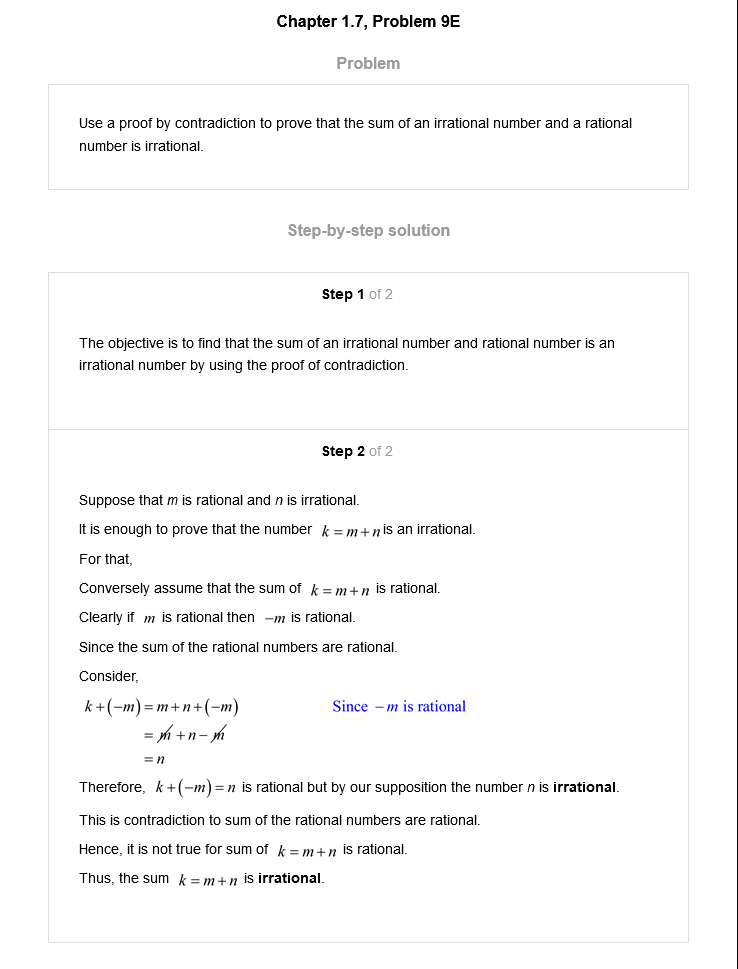 Chapter 1.7, Problem 9E
Problem
Use a proof by contradiction to prove that the sum of an irrational number and a rational
number is irrational.
Step-by-step solution
Step 1 of 2
The objective is to find that the sum of an irrational number and rational number is an
irrational number by using the proof of contradiction.
Step 2 of 2
Suppose that m is rational and n is irrational.
It is enough to prove that the number k = m + n is an irrational.
For that,
Conversely assume that the sum of k = m + n is rational.
Clearly if m is rational then −m is rational.
Since the sum of the rational numbers are rational.
Consider,
k + (−m) = m + n + (−m) Since −m is rational
= m + n − m
= n
Therefore, k + (−m) = n is rational but by our supposition the number n is irrational.
This is contradiction to sum of the rational numbers are rational.
Hence, it is not true for sum of k = m + n is rational.
Thus, the sum k = m + n is irrational.